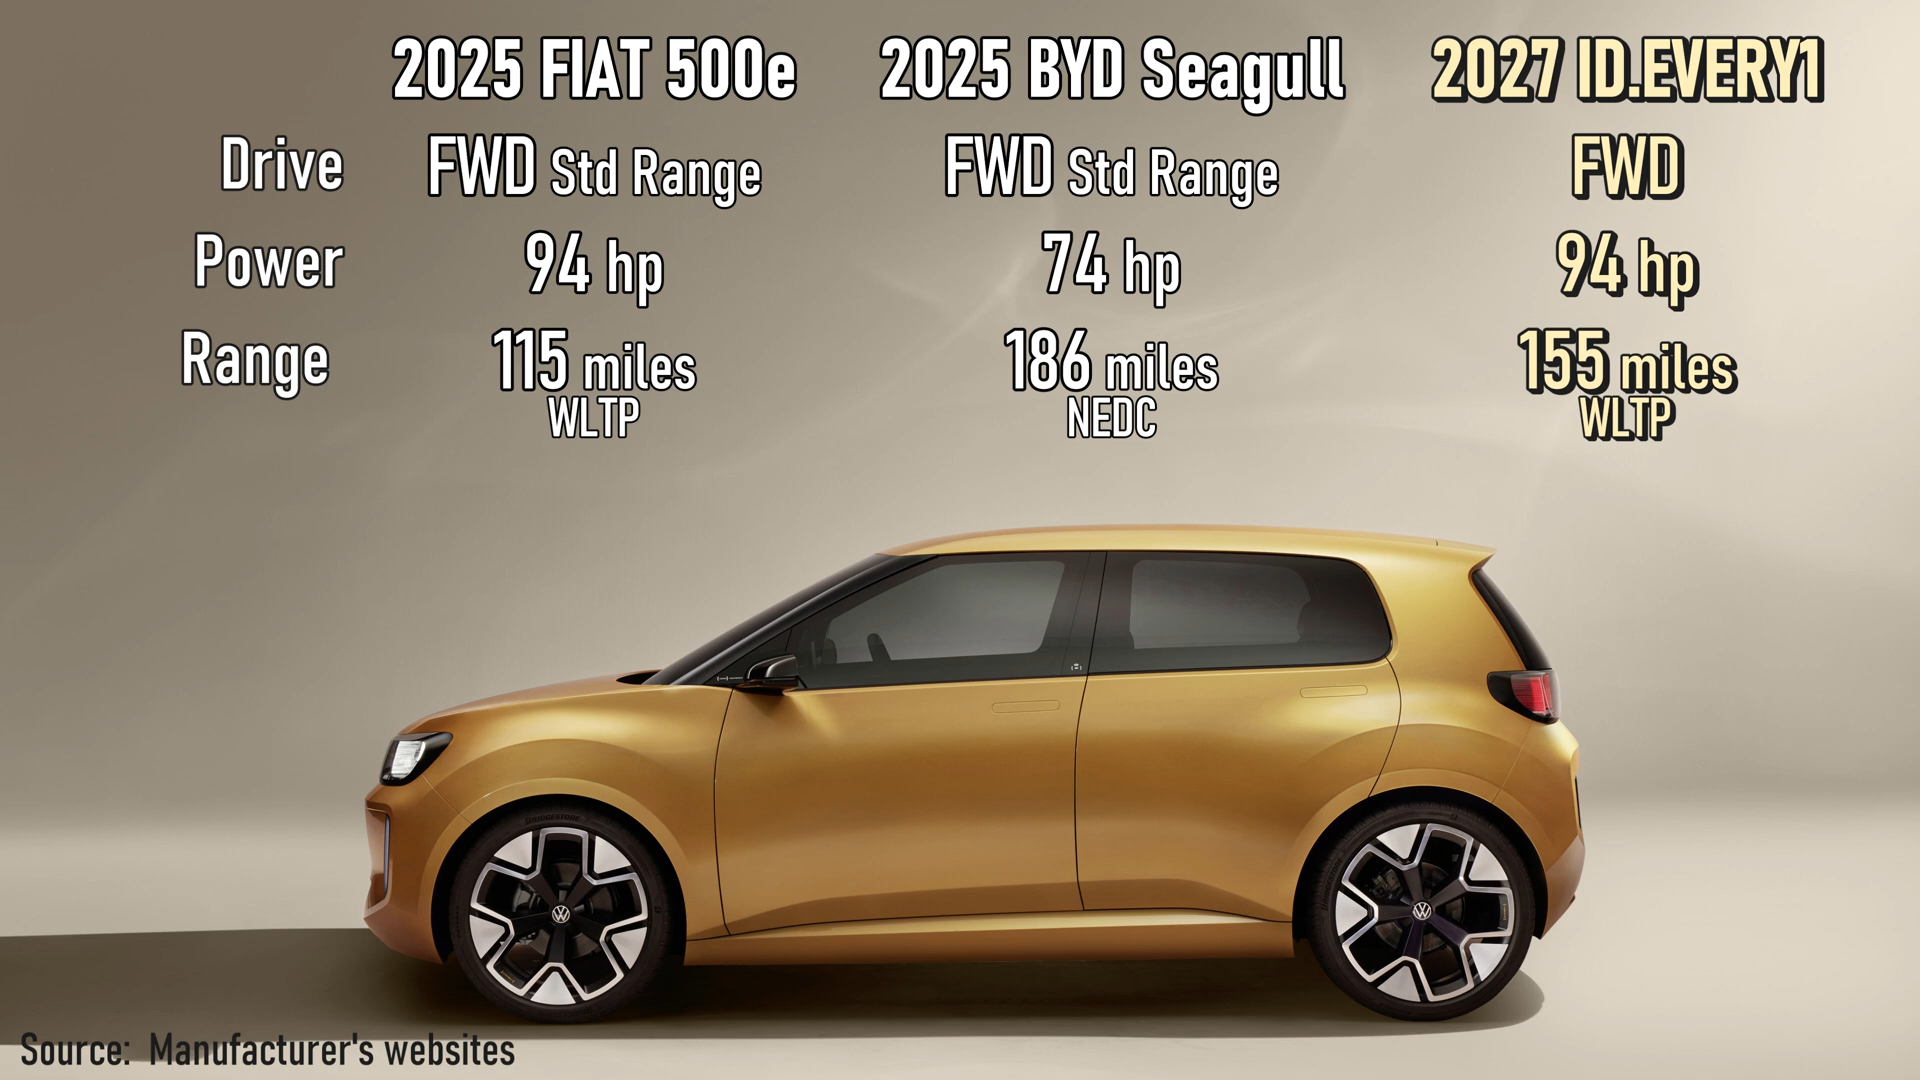 2025 FIAT 500e 2025 BYD Seagull 2027 ID.EVERY1
Drive FWD Std Range FWD Std Range FWD
Power 94 hp 74 hp 94 hp
Range 115 miles 186 miles 155 miles
WLTP NEDC WLTP
BRIDGESTONE
Source: Manufacturer's websites